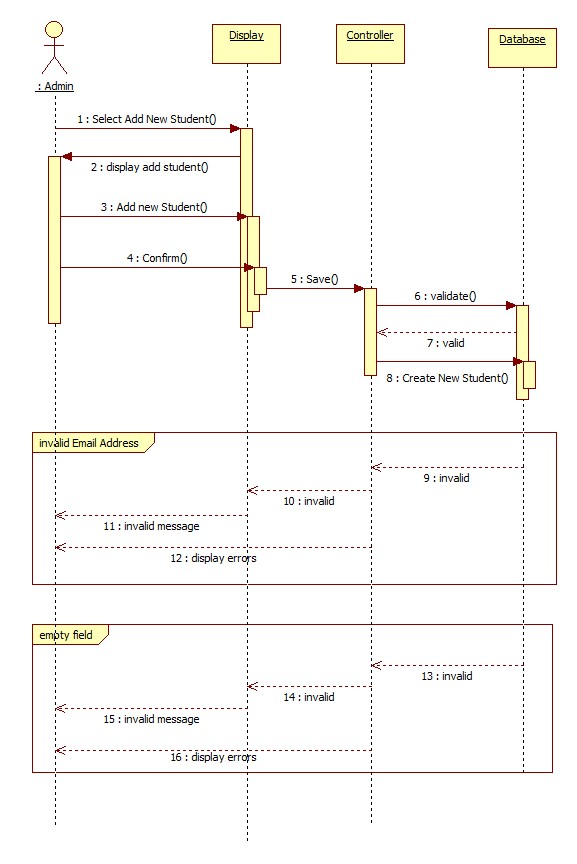 Display
Controller
Database
: Admin
1 : Select Add New Student()
2 : display add student()
3 : Add new Student()
4 : Confirm()
5 : Save()
6 : validate()
7 : valid
8 : Create New Student()
invalid Email Address
9 : invalid
10 : invalid
11 : invalid message
12 : display errors
empty field
13 : invalid
14 : invalid
15 : invalid message
16 : display errors